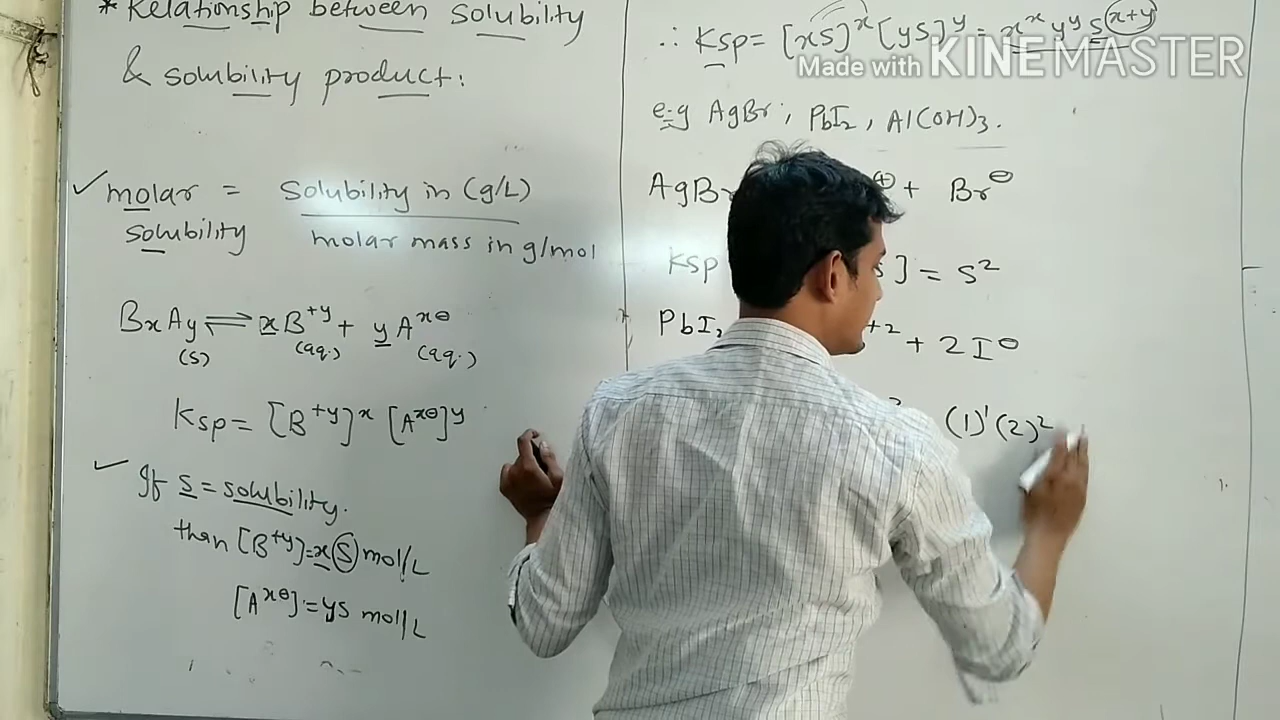 * Relationship between Solubility
& solubility product:
✓ molar = Solubility in (g/L)
solubility molar mass in g/mol
BxAy ⇌ xB⁺ʸ + yAˣ⊖
(s) (aq.) (aq.)
Ksp = [B⁺ʸ]ˣ [Aˣ⊖]ʸ
✓ If s = solubility.
than [B⁺ʸ] = x S mol/L
[Aˣ⊖] = ys mol/L
∴ Ksp = [xS]ˣ [yS]ʸ = xˣ yʸ s⁽ˣ⁺ʸ⁾
Made with KINEMASTER
e.g AgBr, PbI₂, Al(OH)₃.
AgBr ⊕ + Br⊖
Ksp ] = S²
PbI₂ +2 + 2I⊖
(1)¹ (2)²